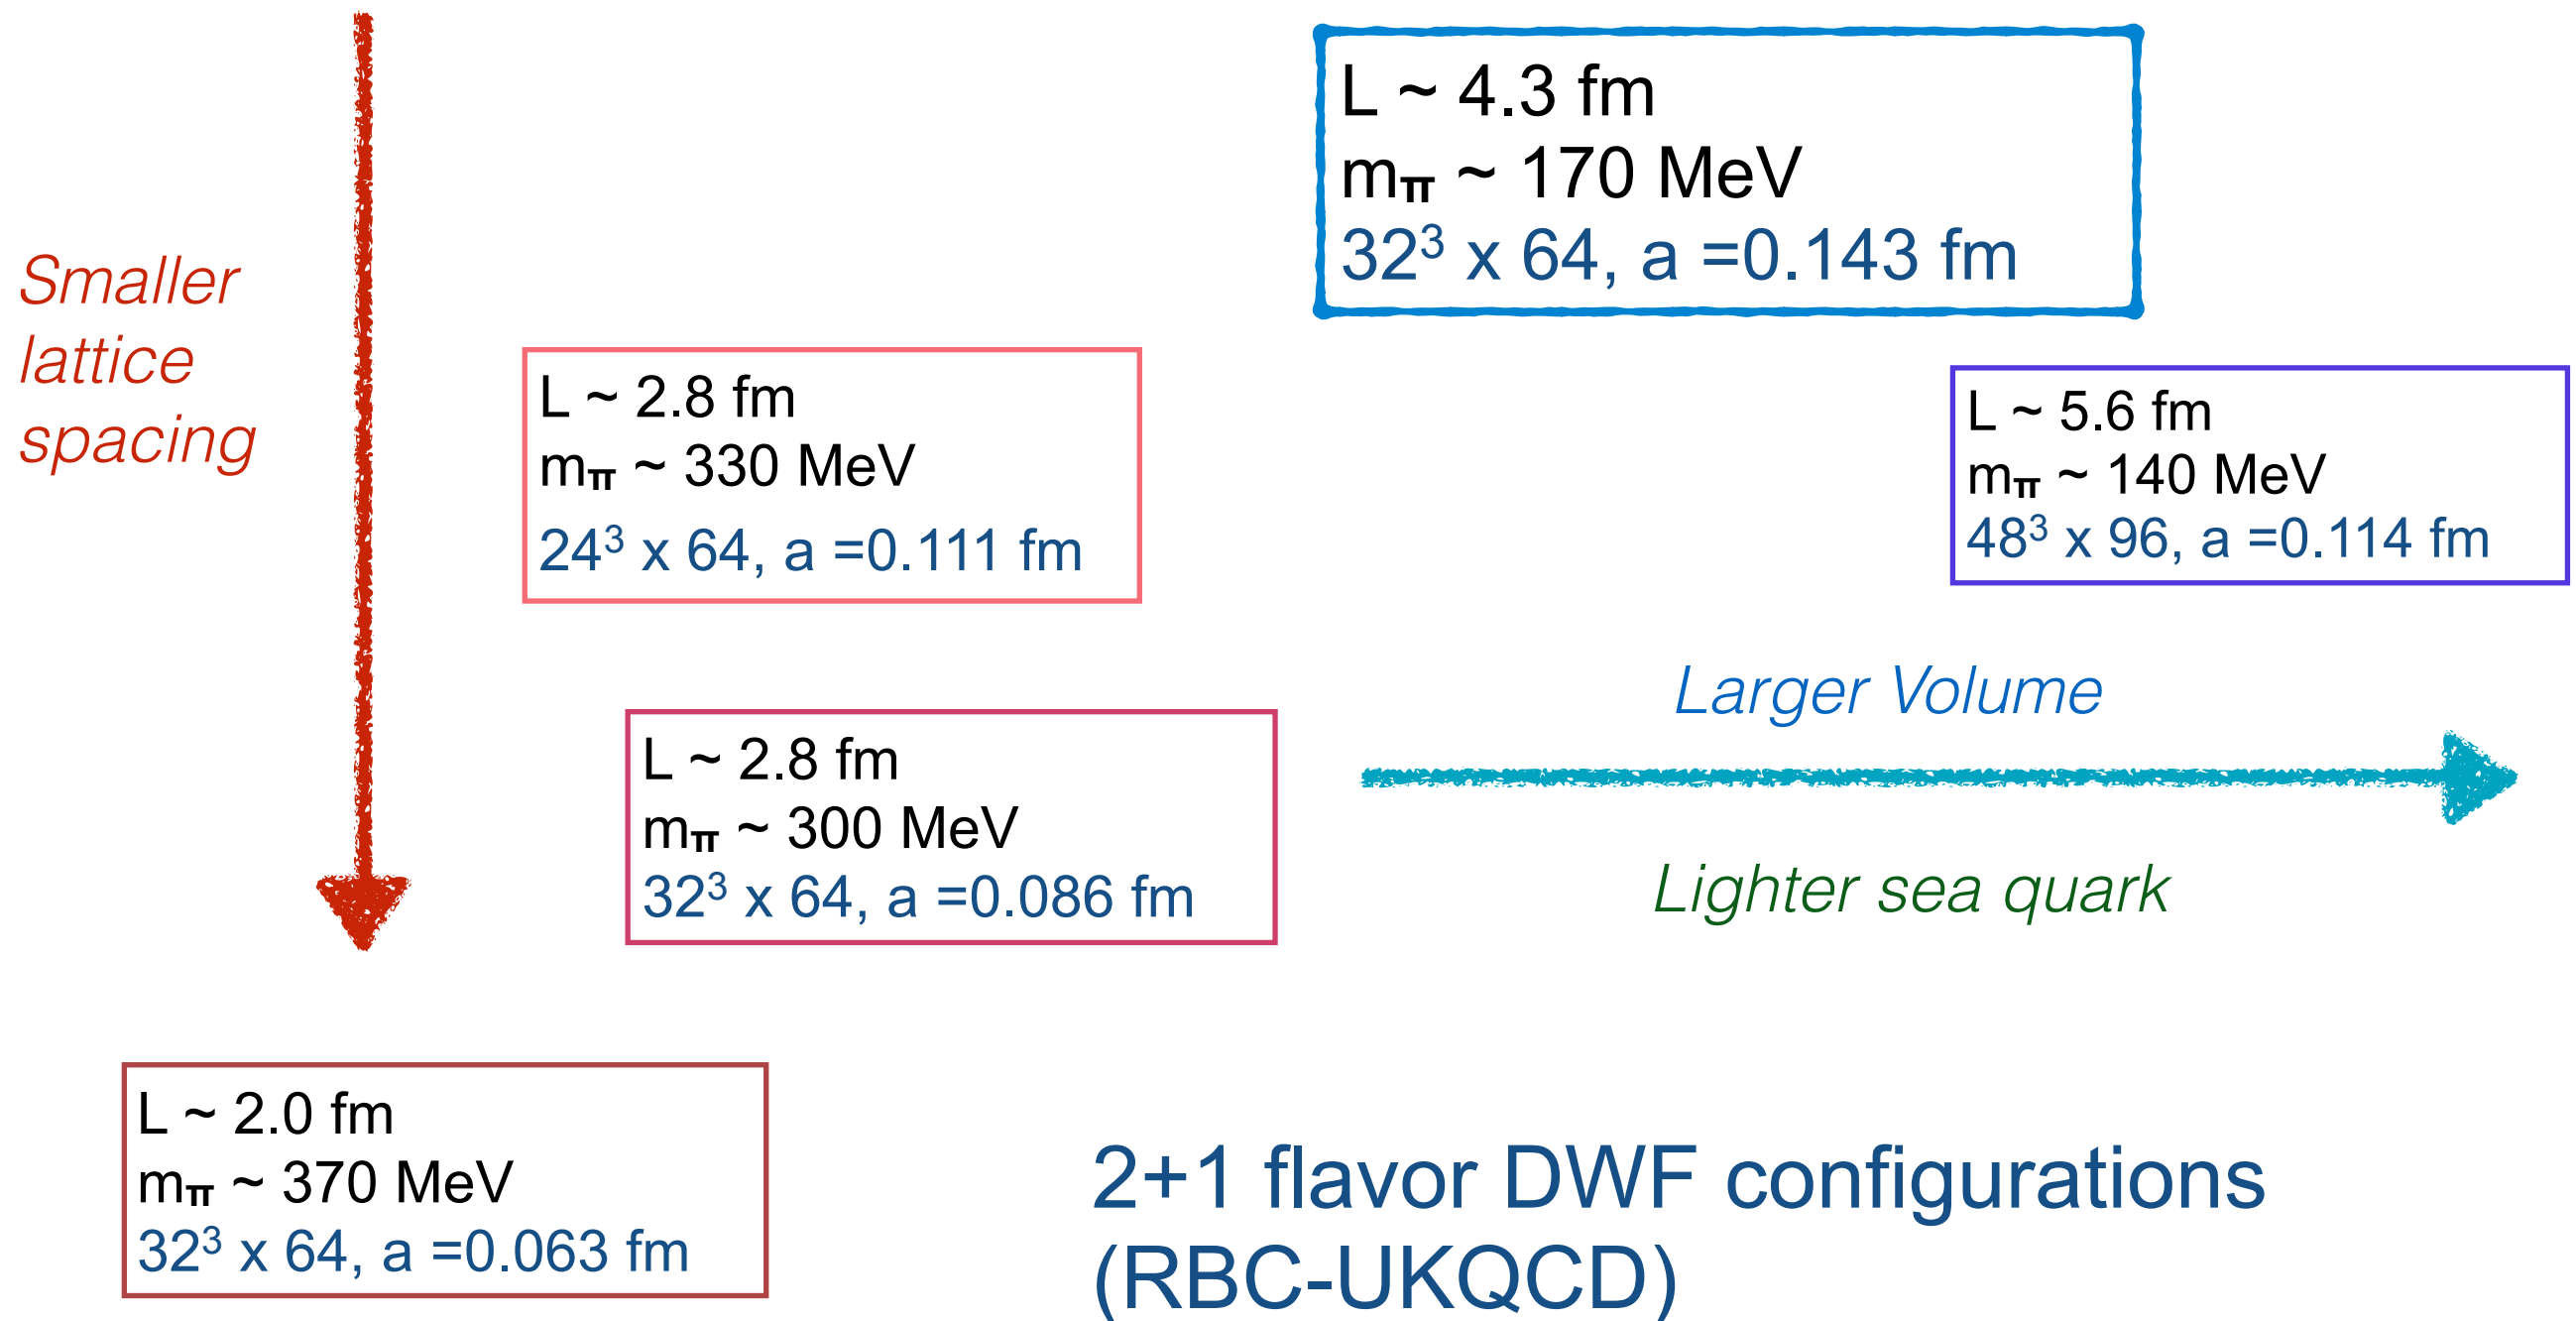 Smaller
lattice
spacing
L ~ 4.3 fm
mπ ~ 170 MeV
32³ x 64, a =0.143 fm
L ~ 2.8 fm
mπ ~ 330 MeV
24³ x 64, a =0.111 fm
L ~ 5.6 fm
mπ ~ 140 MeV
48³ x 96, a =0.114 fm
L ~ 2.8 fm
mπ ~ 300 MeV
32³ x 64, a =0.086 fm
Larger Volume
Lighter sea quark
L ~ 2.0 fm
mπ ~ 370 MeV
32³ x 64, a =0.063 fm
2+1 flavor DWF configurations
(RBC-UKQCD)